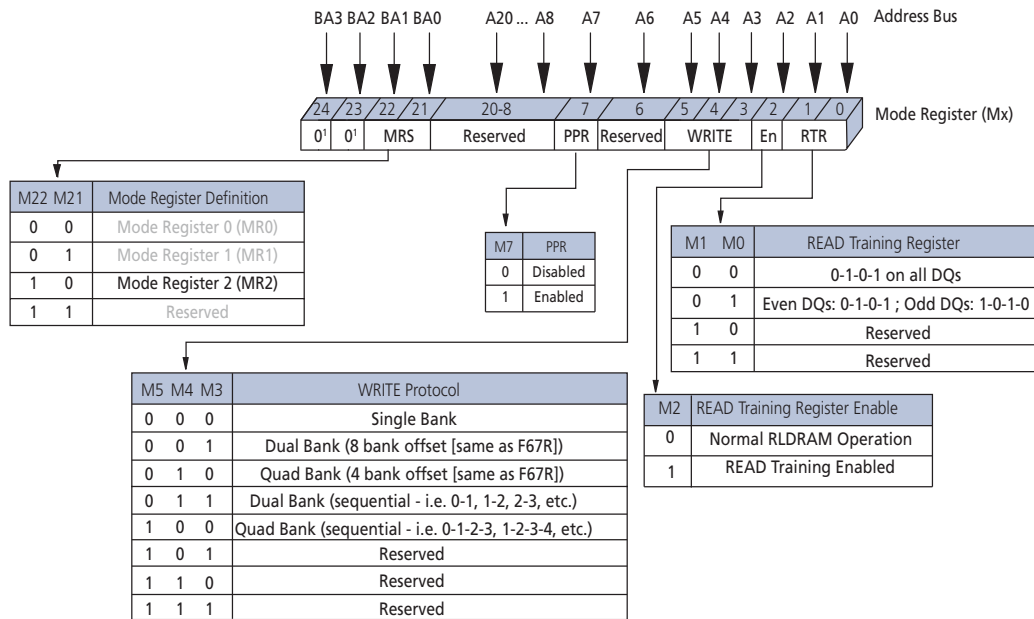 BA3 BA2 BA1 BA0 A20 ... A8 A7 A6 A5 A4 A3 A2 A1 A0 Address Bus
24 23 22 21 20-8 7 6 5 4 3 2 1 0 Mode Register (Mx)
0¹ 0¹ MRS Reserved PPR Reserved WRITE En RTR
M22 M21 Mode Register Definition
0 0 Mode Register 0 (MR0)
0 1 Mode Register 1 (MR1)
1 0 Mode Register 2 (MR2)
1 1 Reserved
M7 PPR
0 Disabled
1 Enabled
M1 M0 READ Training Register
0 0 0-1-0-1 on all DQs
0 1 Even DQs: 0-1-0-1 ; Odd DQs: 1-0-1-0
1 0 Reserved
1 1 Reserved
M5 M4 M3 WRITE Protocol
0 0 0 Single Bank
0 0 1 Dual Bank (8 bank offset [same as F67R])
0 1 0 Quad Bank (4 bank offset [same as F67R])
0 1 1 Dual Bank (sequential - i.e. 0-1, 1-2, 2-3, etc.)
1 0 0 Quad Bank (sequential - i.e. 0-1-2-3, 1-2-3-4, etc.)
1 0 1 Reserved
1 1 0 Reserved
1 1 1 Reserved
M2 READ Training Register Enable
0 Normal RLDRAM Operation
1 READ Training Enabled